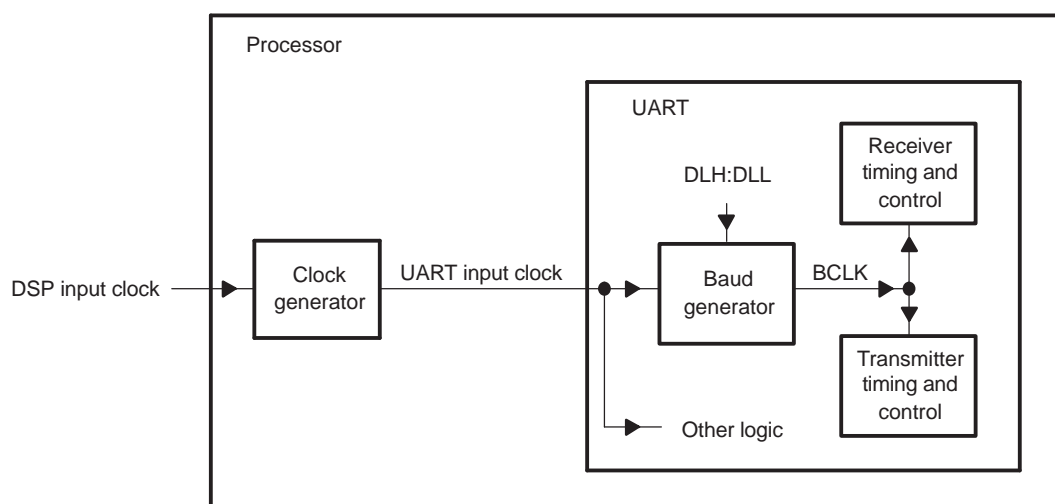 Processor
UART
Receiver
timing and
control
DLH:DLL
DSP input clock
Clock
generator
UART input clock
Baud
generator
BCLK
Transmitter
timing and
control
Other logic